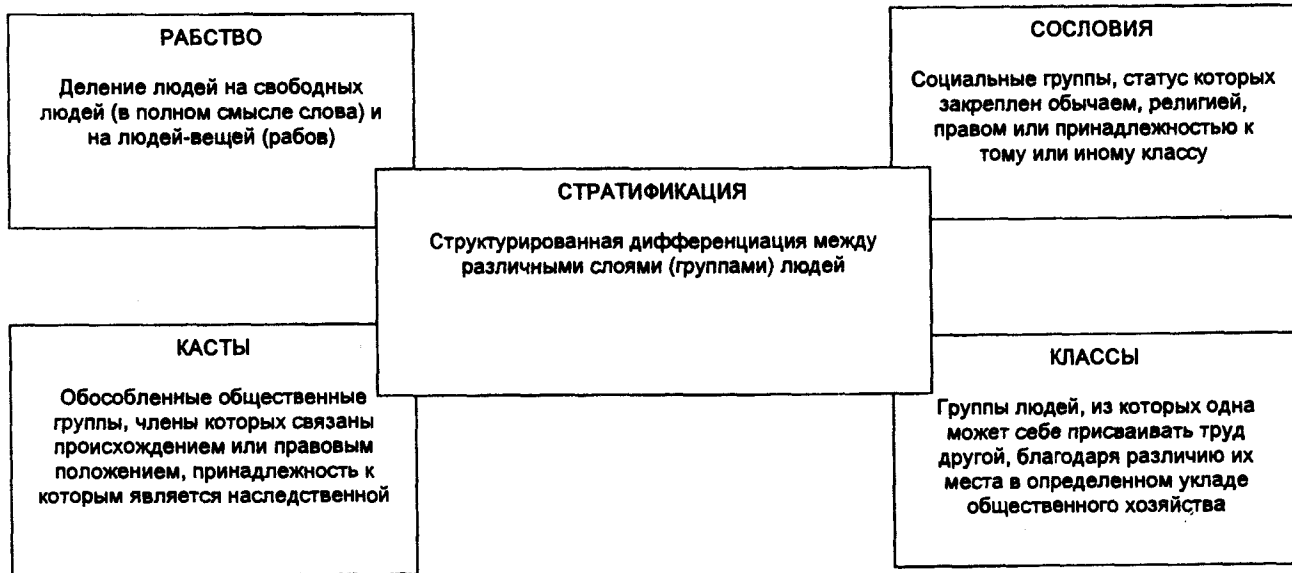 РАБСТВО
Деление людей на свободных
людей (в полном смысле слова) и
на людей-вещей (рабов)
СОСЛОВИЯ
Социальные группы, статус которых
закреплен обычаем, религией,
правом или принадлежностью к
тому или иному классу
СТРАТИФИКАЦИЯ
Структурированная дифференциация между
различными слоями (группами) людей
КАСТЫ
Обособленные общественные
группы, члены которых связаны
происхождением или правовым
положением, принадлежность к
которым является наследственной
КЛАССЫ
Группы людей, из которых одна
может себе присваивать труд
другой, благодаря различию их
места в определенном укладе
общественного хозяйства